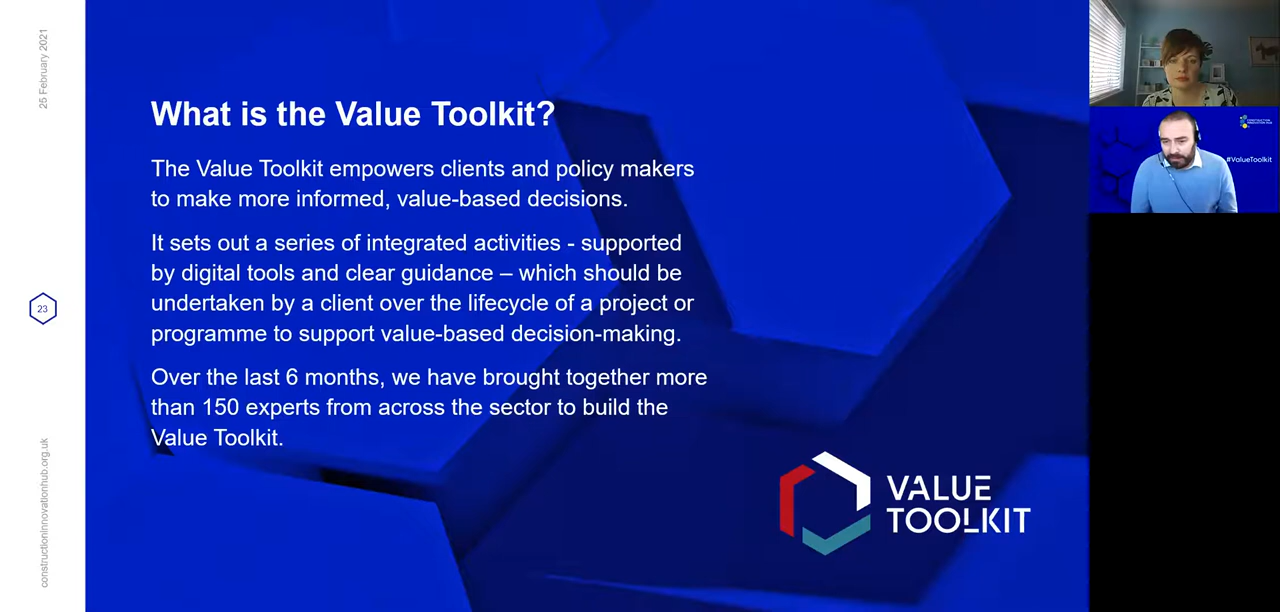 25 February 2021
23
constructioninnovationhub.org.uk
What is the Value Toolkit?
The Value Toolkit empowers clients and policy makers
to make more informed, value-based decisions.
It sets out a series of integrated activities - supported
by digital tools and clear guidance – which should be
undertaken by a client over the lifecycle of a project or
programme to support value-based decision-making.
Over the last 6 months, we have brought together more
than 150 experts from across the sector to build the
Value Toolkit.
VALUE
TOOLKIT
CONSTRUCTION
INNOVATION HUB
#ValueToolkit